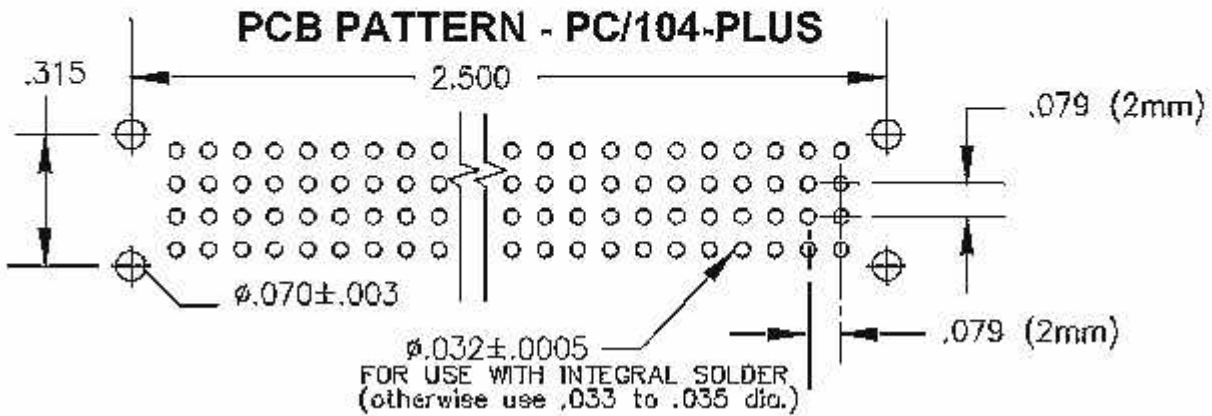 PCB PATTERN - PC/104-PLUS
.315
2.500
.079 (2mm)
ø.070±.003
.079 (2mm)
ø.032±.0005
FOR USE WITH INTEGRAL SOLDER
(otherwise use .033 to .035 dia.)